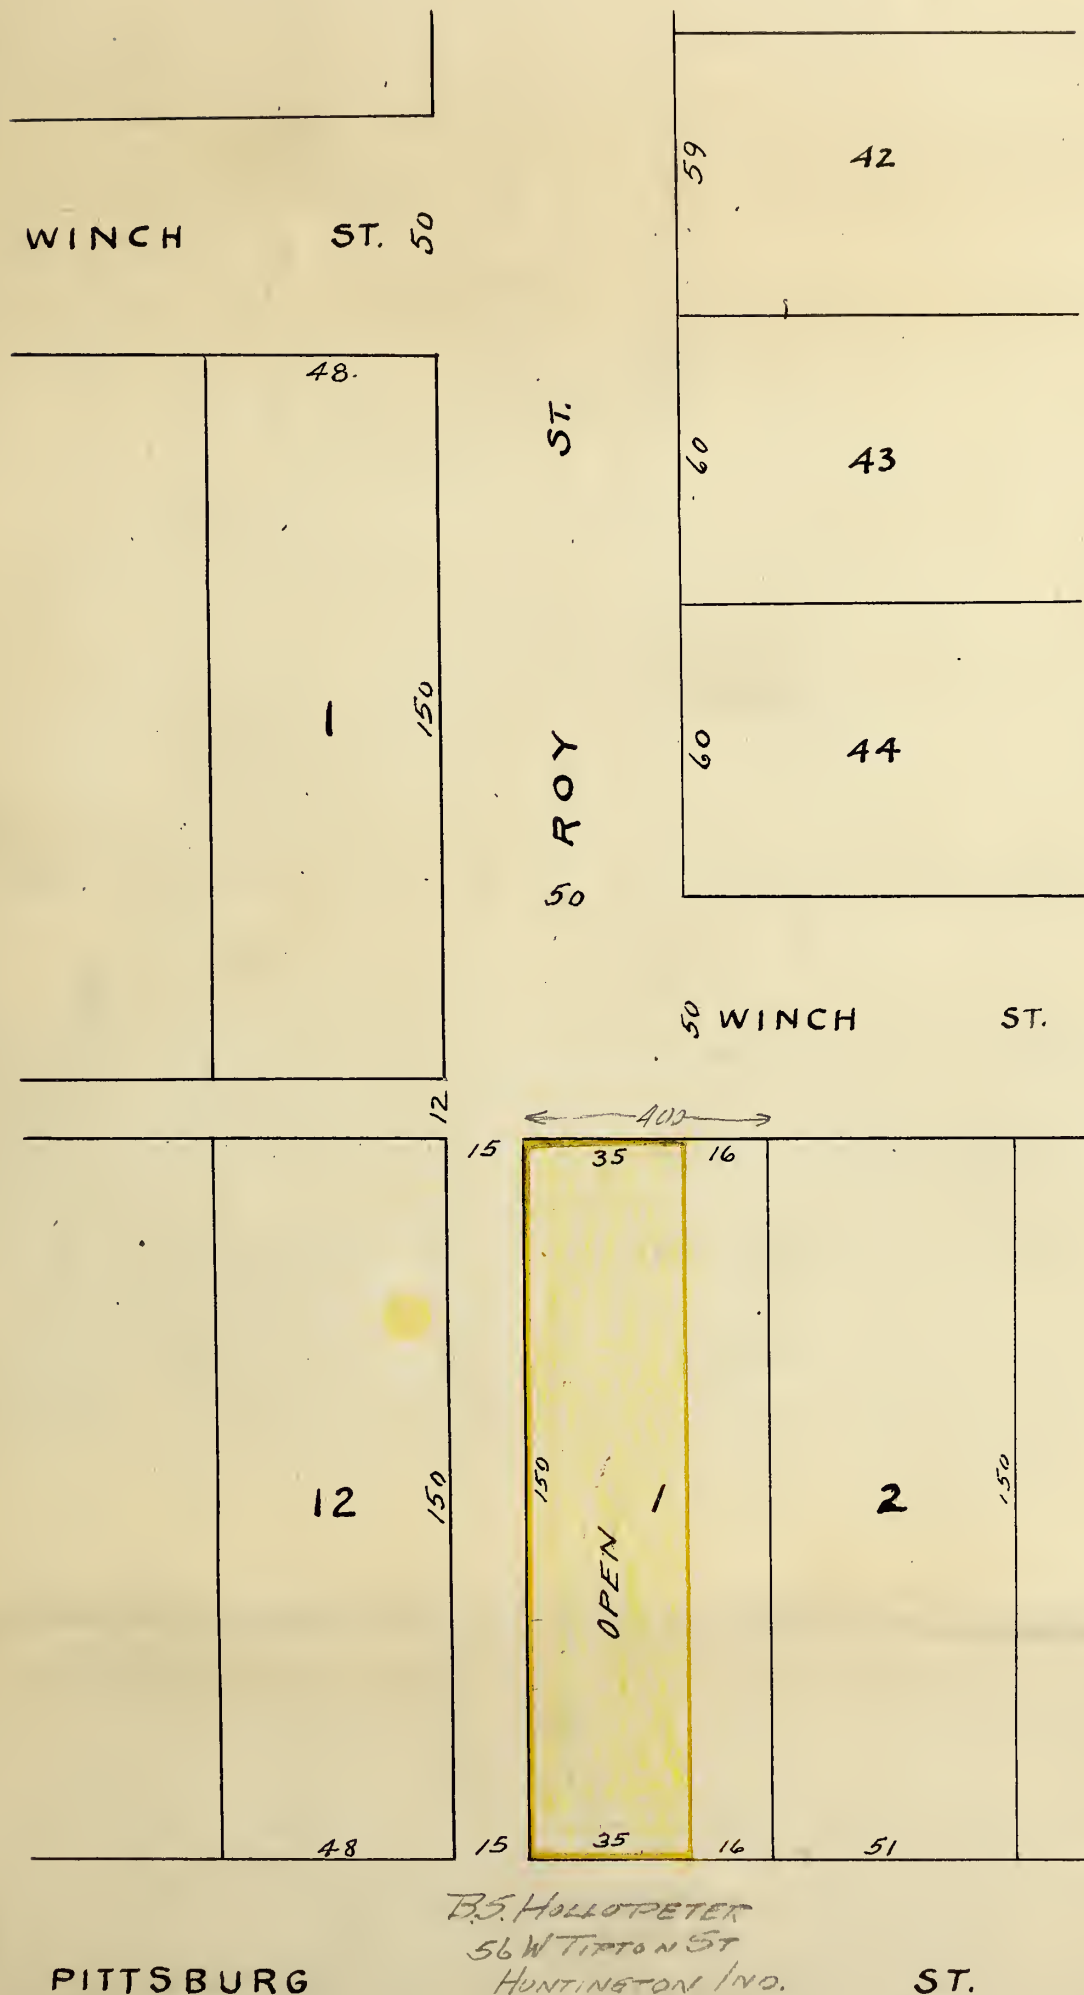 59
42
WINCH ST. 50
48.
ST.
60
43
1
150
ROY
60
44
50
50 WINCH ST.
12
400
15
35
16
12
150
150
OPEN
1
2
150
48
15
35
16
51
B.S. HOLLOPETER
56 W TIPTON ST
HUNTINGTON IND.
PITTSBURG ST.